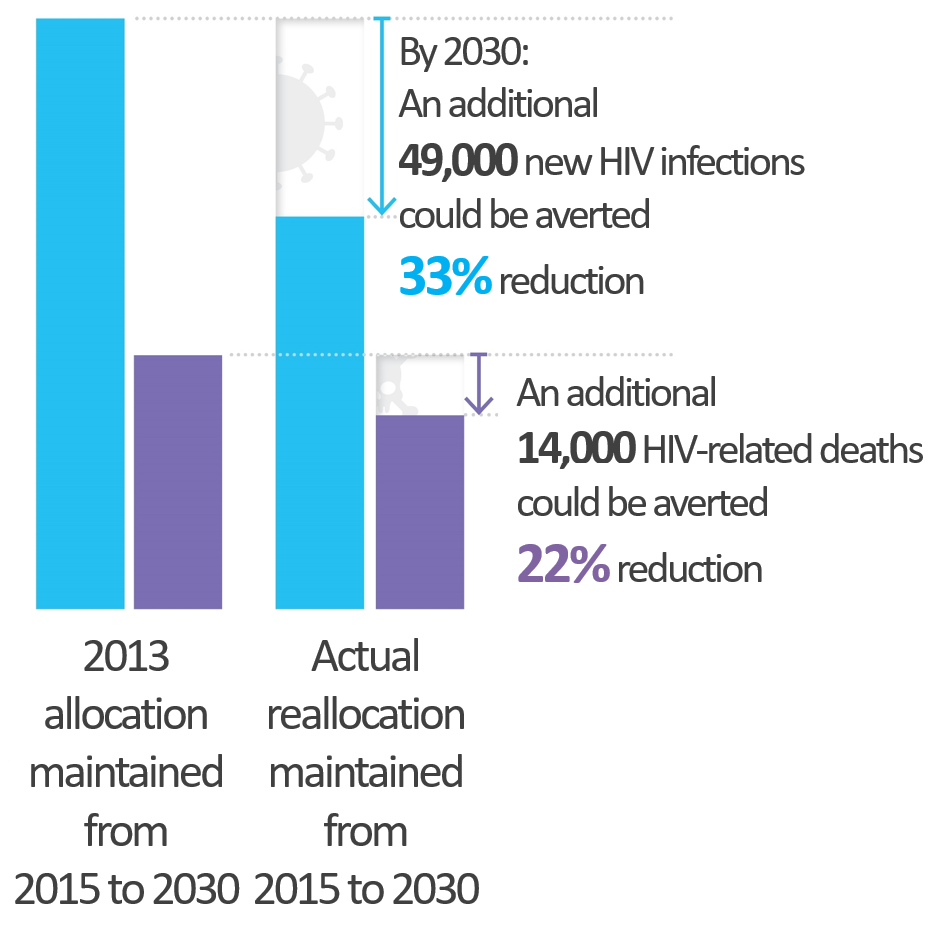 By 2030:
An additional
49,000 new HIV infections
could be averted
33% reduction
An additional
14,000 HIV-related deaths
could be averted
22% reduction
2013
allocation
maintained
from
2015 to 2030
Actual
reallocation
maintained
from
2015 to 2030